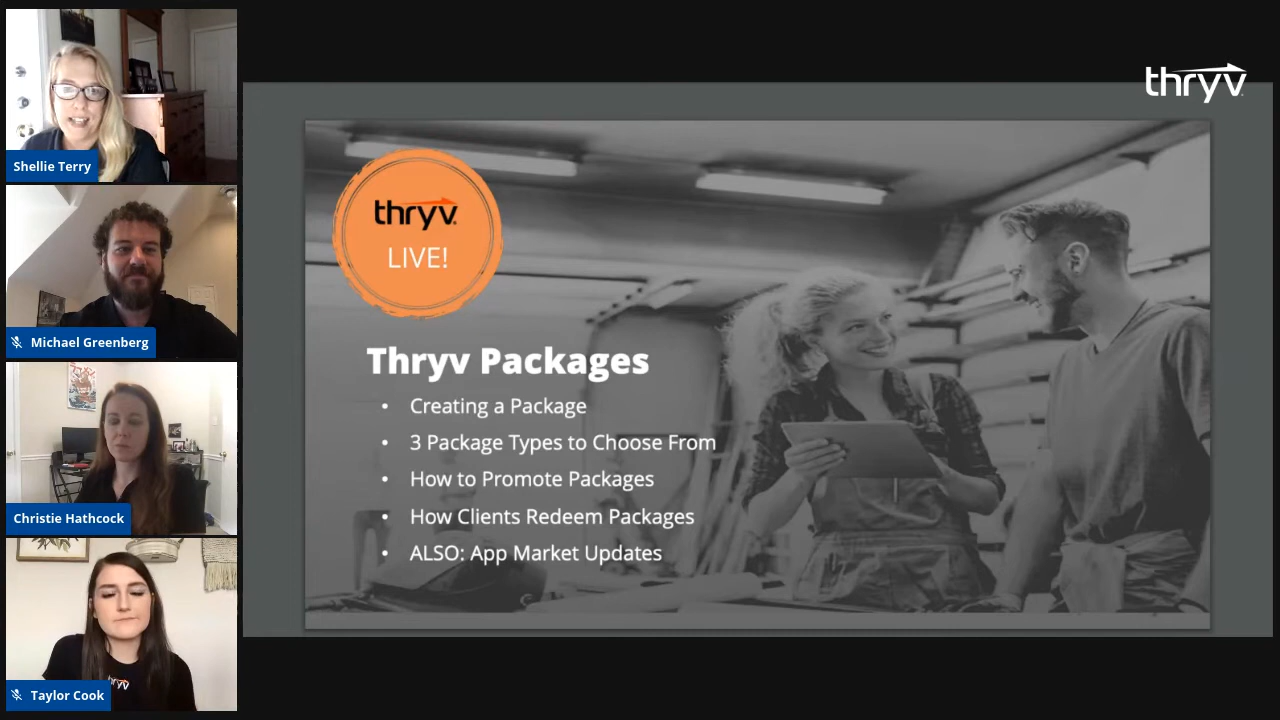 Shellie Terry
Michael Greenberg
Christie Hathcock
Taylor Cook
thryv
thryv
LIVE!
Thryv Packages
• Creating a Package
• 3 Package Types to Choose From
• How to Promote Packages
• How Clients Redeem Packages
• ALSO: App Market Updates
thryv